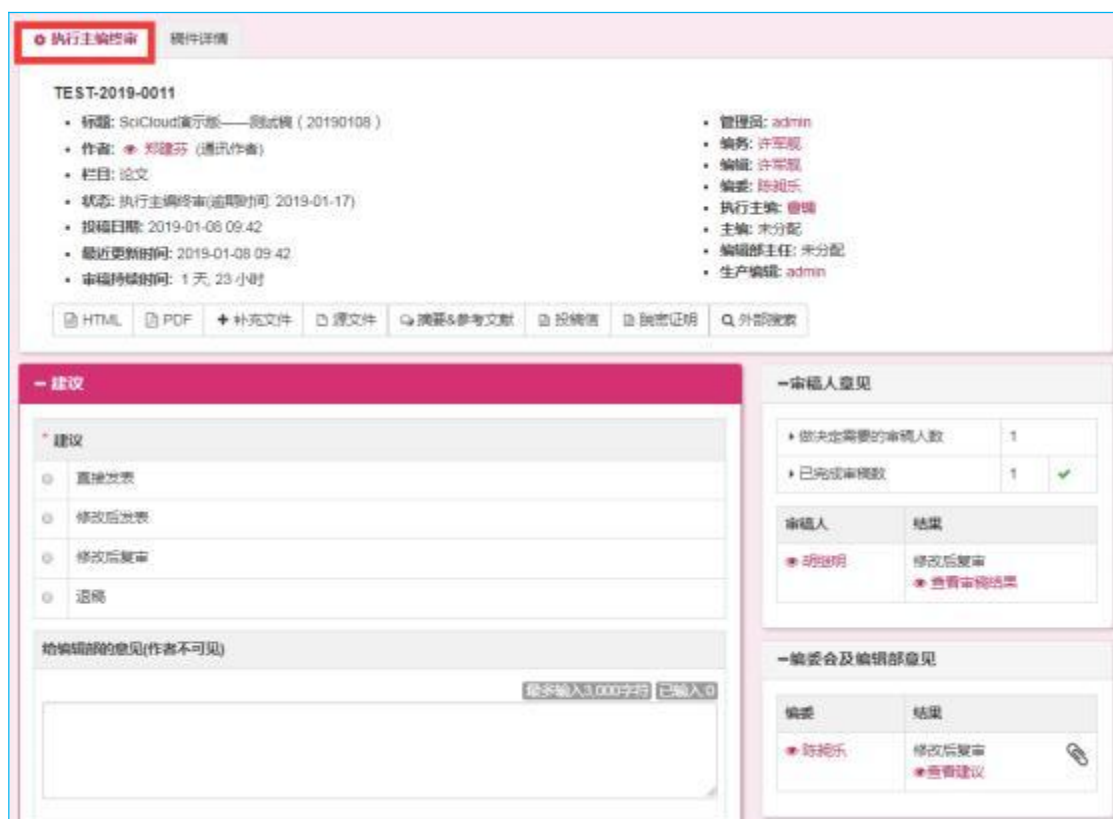 执行主编终审 稿件详情
TEST-2019-0011
标题: SciCloud演示版——测试稿(20190108)
作者: 郑建芬 (通讯作者)
栏目: 论文
状态: 执行主编终审(逾期时间 2019-01-17)
投稿日期: 2019-01-08 09:42
最近更新时间: 2019-01-08 09:42
审稿持续时间: 1 天, 23 小时
管理员: admin
编务: 许军舰
编辑: 许军舰
编委: 陈昶乐
执行主编:
主编: 未分配
编辑部主任: 未分配
生产编辑: admin
HTML PDF 补充文件 源文件 摘要&参考文献 投稿信 脱密证明 外部搜索
建议
* 建议
直接发表
修改后发表
修改后复审
退稿
给编辑部的意见(作者不可见)
最多输入3,000字符 已输入 0
审稿人意见
做决定需要的审稿人数 1
已完成审稿数 1
审稿人 结果
胡继明 修改后复审
查看审稿结果
编委会及编辑部意见
编委 结果
陈昶乐 修改后复审
查看建议